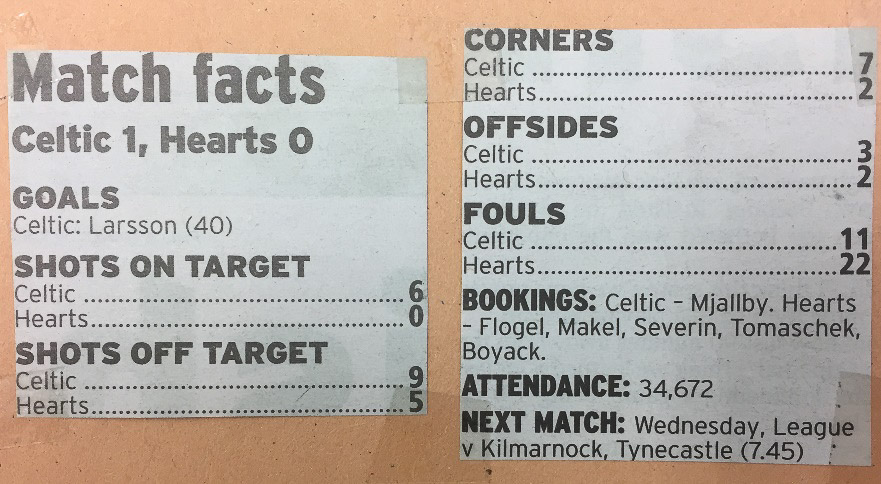 Match facts
Celtic 1, Hearts 0
GOALS
Celtic: Larsson (40)
SHOTS ON TARGET
Celtic ........................................................ 6
Hearts........................................................ 0
SHOTS OFF TARGET
Celtic ........................................................ 9
Hearts........................................................ 5
CORNERS
Celtic ........................................................ 7
Hearts........................................................ 2
OFFSIDES
Celtic ........................................................ 3
Hearts........................................................ 2
FOULS
Celtic ........................................................ 11
Hearts........................................................ 22
BOOKINGS: Celtic - Mjallby. Hearts
- Flogel, Makel, Severin, Tomaschek,
Boyack.
ATTENDANCE: 34,672
NEXT MATCH: Wednesday, League
v Kilmarnock, Tynecastle (7.45)